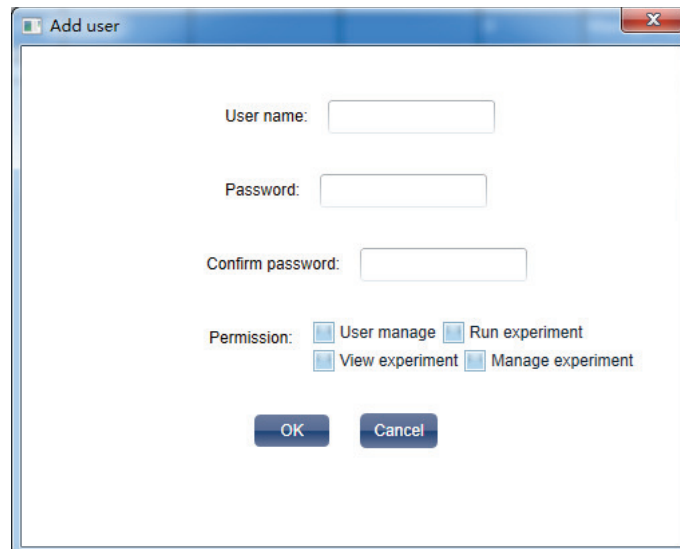 Add user
User name:
Password:
Confirm password:
Permission: User manage Run experiment
View experiment Manage experiment
OK Cancel